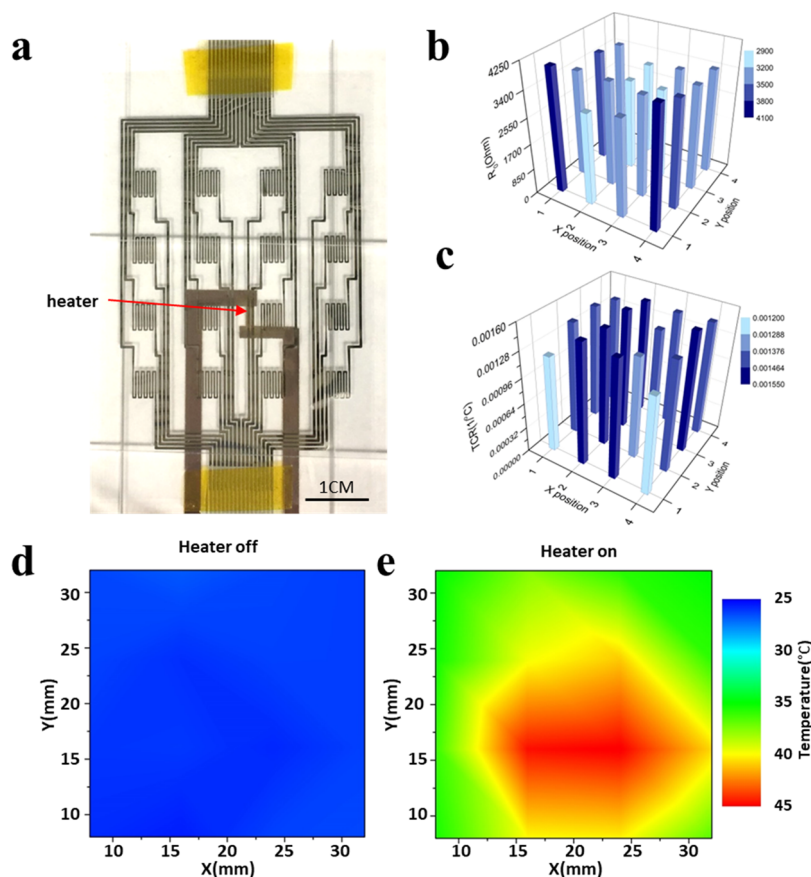 a
heater
1CM
b
4250
3400
2550
1700
850
0
R₀(Ohm)
1
2
3
4
X position
1
2
3
4
Y position
2900
3200
3500
3800
4100
c
0.00160
0.00128
0.00096
0.00064
0.00032
0.00000
TCR(1/°C)
1
2
3
4
X position
1
2
3
4
Y position
0.001200
0.001288
0.001376
0.001464
0.001550
d
Heater off
30
25
20
15
10
Y(mm)
10 15 20 25 30
X(mm)
e
Heater on
30
25
20
15
10
Y(mm)
10 15 20 25 30
X(mm)
25
30
35
40
45
Temperature(°C)